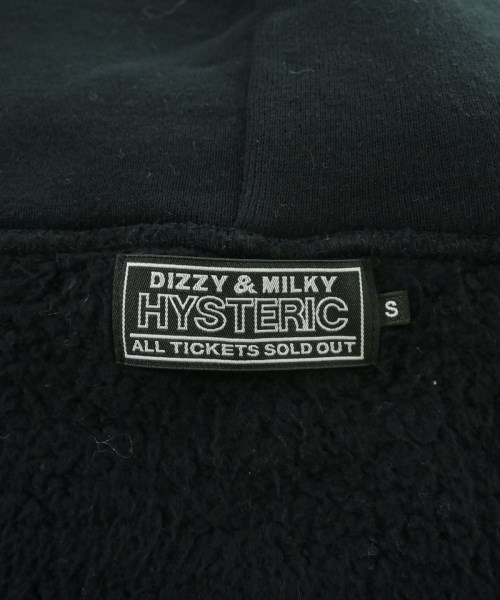 DIZZY & MILKY
HYSTERIC
ALL TICKETS SOLD OUT
S